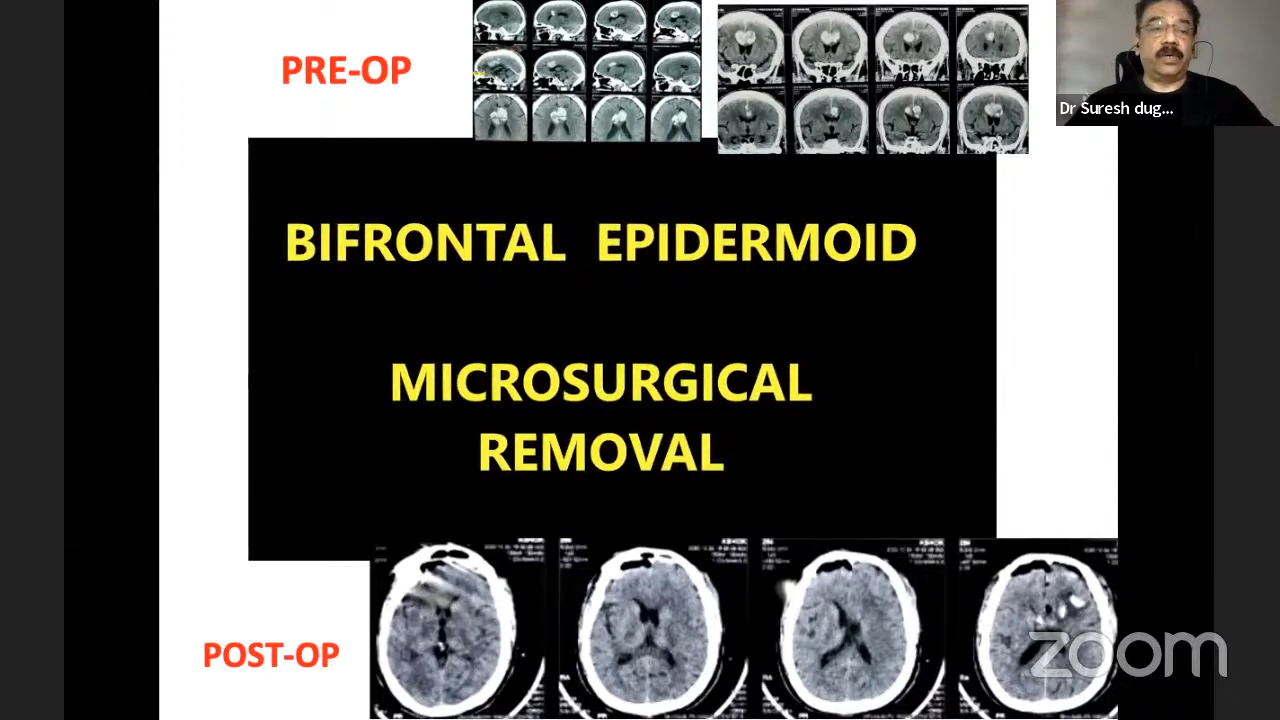 PRE-OP
Dr Suresh dug...
BIFRONTAL EPIDERMOID
MICROSURGICAL
REMOVAL
POST-OP
zoom